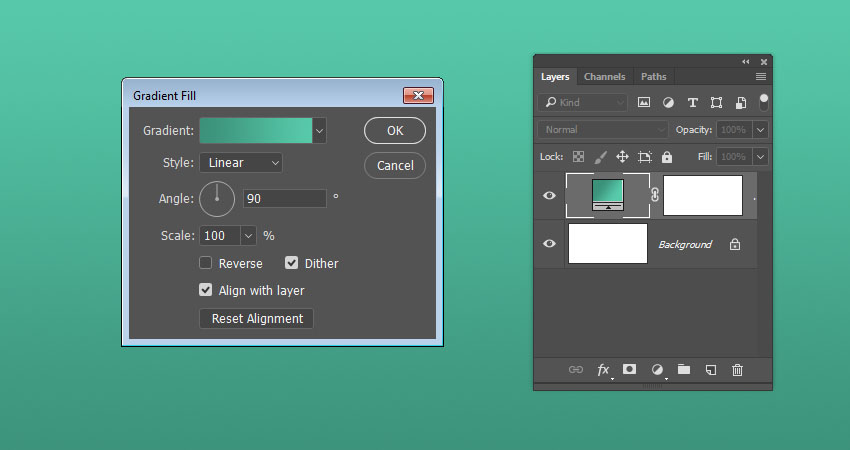 Gradient Fill
Gradient:
OK
Style: Linear
Cancel
Angle: 90 °
Scale: 100 %
Reverse Dither
Align with layer
Reset Alignment
Layers Channels Paths
Kind
Normal Opacity: 100%
Lock: Fill: 100%
Background
fx